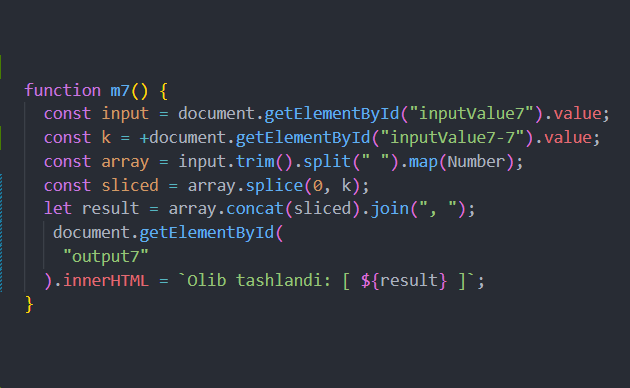 function m7() {
  const input = document.getElementById("inputValue7").value;
  const k = +document.getElementById("inputValue7-7").value;
  const array = input.trim().split(" ").map(Number);
  const sliced = array.splice(0, k);
  let result = array.concat(sliced).join(", ");
   document.getElementById(
    "output7"
  ).innerHTML = `Olib tashlandi: [ ${result} ]`;
}